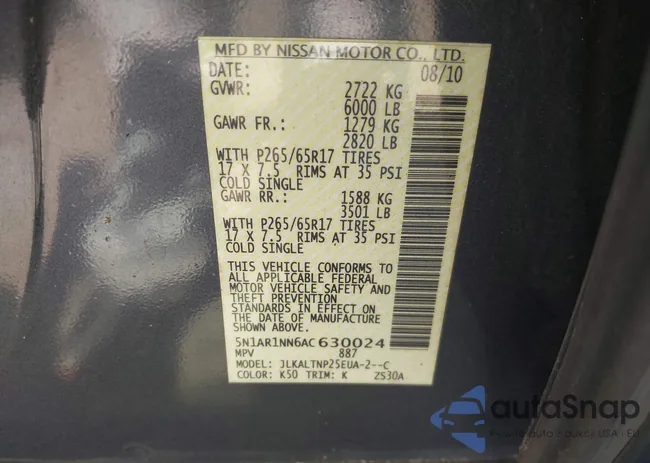 MFD BY NISSAN MOTOR CO., LTD.
DATE: 08/10
GVWR: 2722 KG
6000 LB
GAWR FR.: 1279 KG
2820 LB
WITH P265/65R17 TIRES
17 X 7.5 RIMS AT 35 PSI
COLD SINGLE
GAWR RR.: 1588 KG
3501 LB
WITH P265/65R17 TIRES
17 X 7.5 RIMS AT 35 PSI
COLD SINGLE
THIS VEHICLE CONFORMS TO
ALL APPLICABLE FEDERAL
MOTOR VEHICLE SAFETY AND
THEFT PREVENTION
STANDARDS IN EFFECT ON
THE DATE OF MANUFACTURE
SHOWN ABOVE.
5N1AR1NN6AC630024
MPV 887
MODEL: JLKALTNP25EUA-2--C
COLOR: K50 TRIM: K ZS30A
autoSnap
auto z aukcji USA - EU